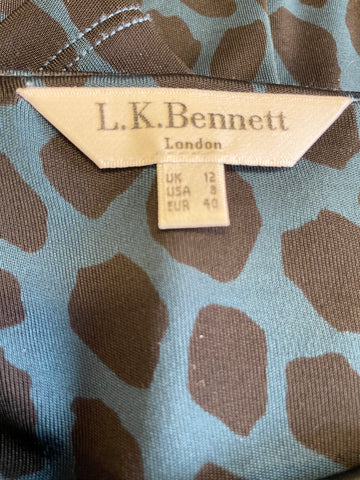 L.K.Bennett
London
UK 12
USA 8
EUR 40